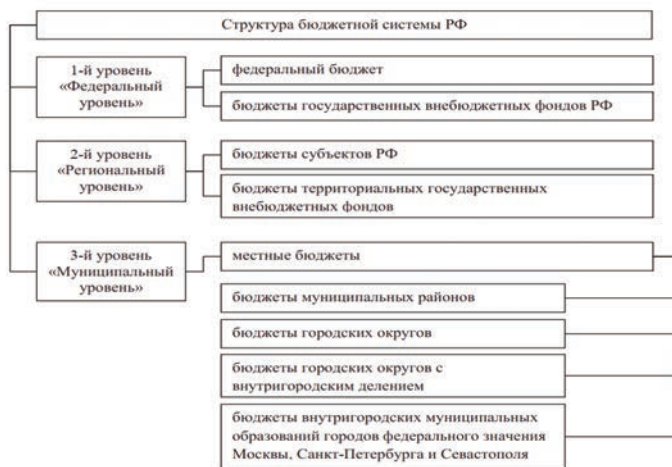 Структура бюджетной системы РФ
1-й уровень
«Федеральный
уровень»
федеральный бюджет
бюджеты государственных внебюджетных фондов РФ
2-й уровень
«Региональный
уровень»
бюджеты субъектов РФ
бюджеты территориальных государственных
внебюджетных фондов
3-й уровень
«Муниципальный
уровень»
местные бюджеты
бюджеты муниципальных районов
бюджеты городских округов
бюджеты городских округов с
внутригородским делением
бюджеты внутригородских муниципальных
образований городов федерального значения
Москвы, Санкт-Петербурга и Севастополя